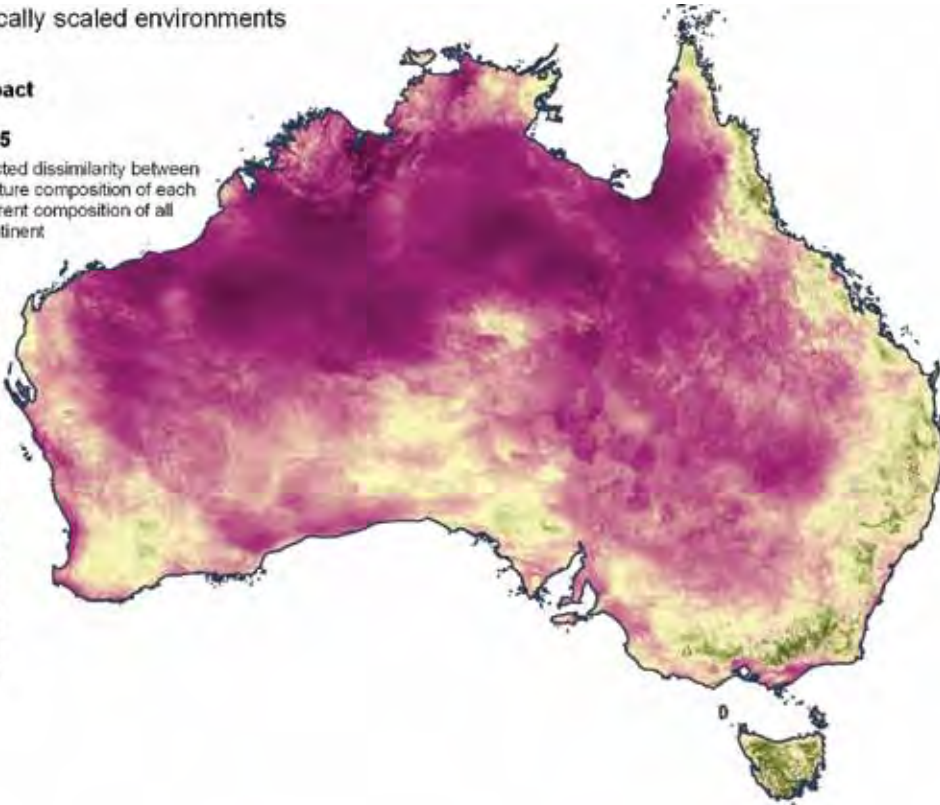 cally scaled environments
pact
5
cted dissimilarity between
ture composition of each
rent composition of all
tinent